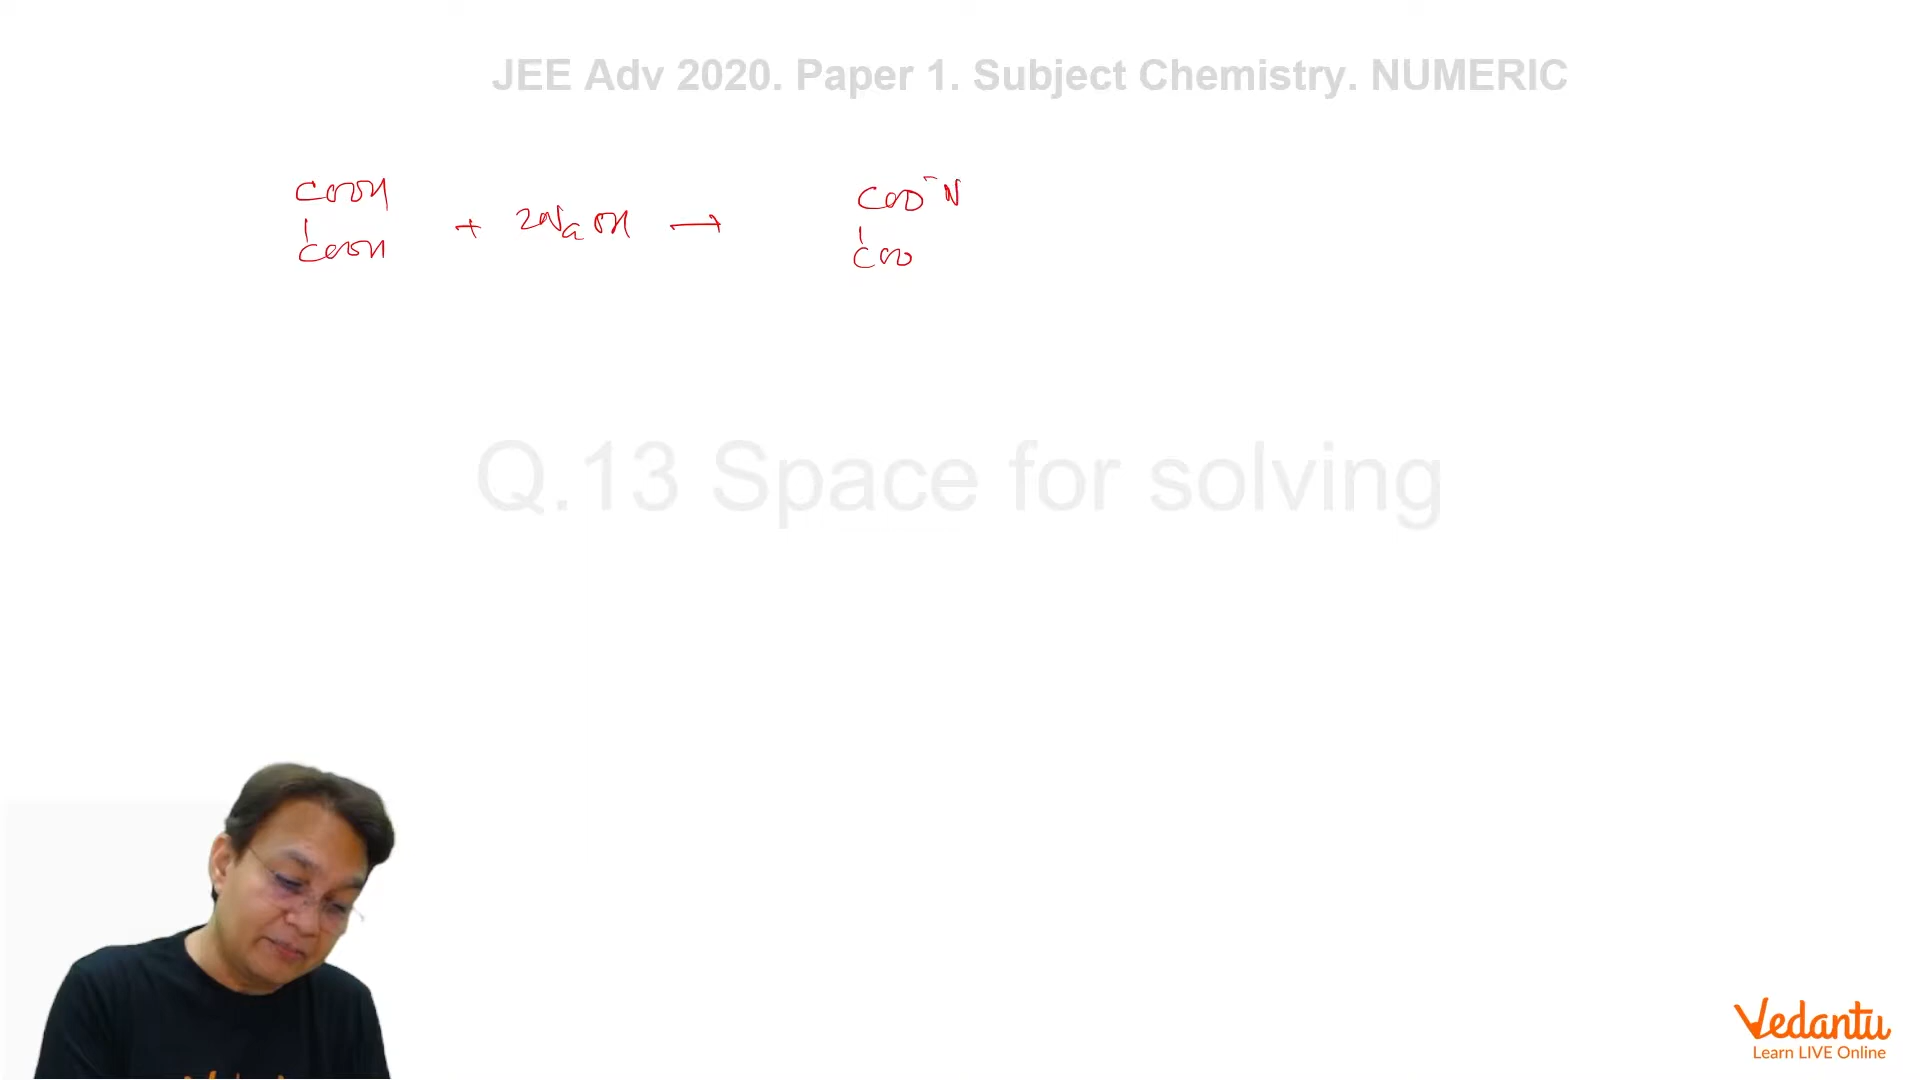 JEE Adv 2020. Paper 1. Subject Chemistry. NUMERIC
COOH
COOH
+ 2NaOH →
COO⁻N
COO
Q.13 Space for solving
Vedantu
Learn LIVE Online